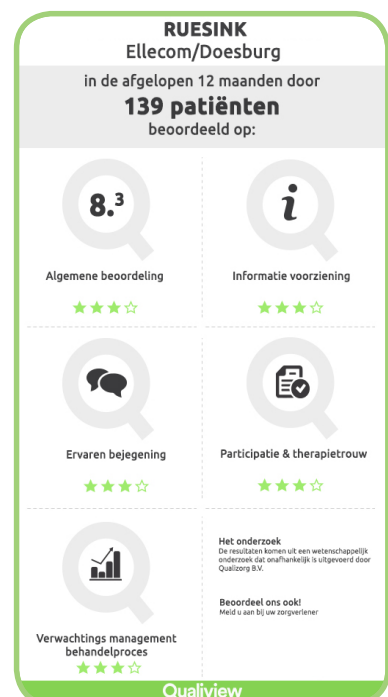 RUESINK
Ellecom/Doesburg
in de afgelopen 12 maanden door
139 patiënten
beoordeeld op:
8.³
i
Algemene beoordeling
Informatie voorziening
Ervaren bejegening
Participatie & therapietrouw
Het onderzoek
De resultaten komen uit een wetenschappelijk
onderzoek dat onafhankelijk is uitgevoerd door
Qualizorg B.V.
Beoordeel ons ook!
Meld u aan bij uw zorgverlener
Verwachtings management
behandelproces
Qualiview